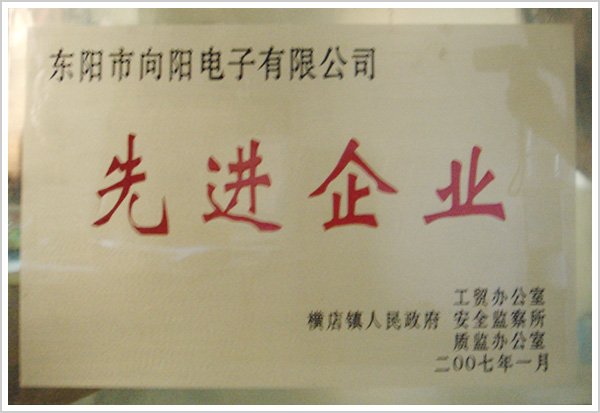 东阳市向阳电子有限公司
先进企业
工贸办公室
横店镇人民政府 安全监察所
质监办公室
二〇〇七年一月